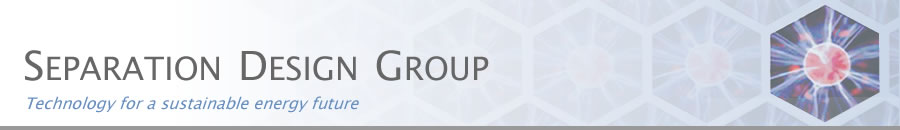 SEPARATION DESIGN GROUP
Technology for a sustainable energy future